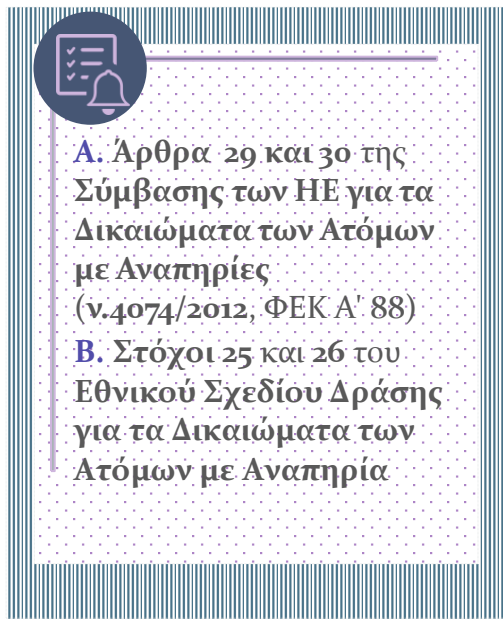 Α. Άρθρα 29 και 30 της
Σύμβασης των ΗΕ για τα
Δικαιώματα των Ατόμων
με Αναπηρίες
(ν.4074/2012, ΦΕΚ Α' 88)
Β. Στόχοι 25 και 26 του
Εθνικού Σχεδίου Δράσης
για τα Δικαιώματα των
Ατόμων με Αναπηρία